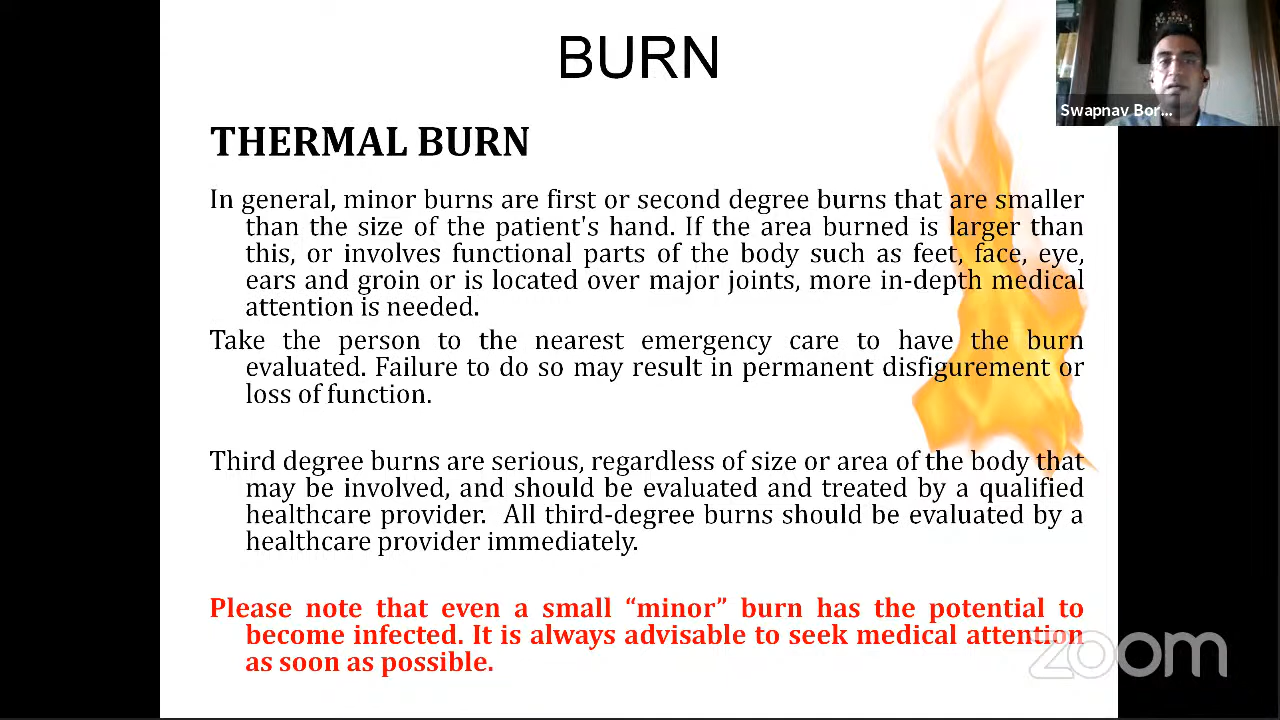 BURN
Swapnav Bor...
THERMAL BURN
In general, minor burns are first or second degree burns that are smaller
than the size of the patient's hand. If the area burned is larger than
this, or involves functional parts of the body such as feet, face, eye,
ears and groin or is located over major joints, more in-depth medical
attention is needed.
Take the person to the nearest emergency care to have the burn
evaluated. Failure to do so may result in permanent disfigurement or
loss of function.
Third degree burns are serious, regardless of size or area of the body that
may be involved, and should be evaluated and treated by a qualified
healthcare provider.  All third-degree burns should be evaluated by a
healthcare provider immediately.
Please note that even a small “minor” burn has the potential to
become infected. It is always advisable to seek medical attention
as soon as possible.
zoom